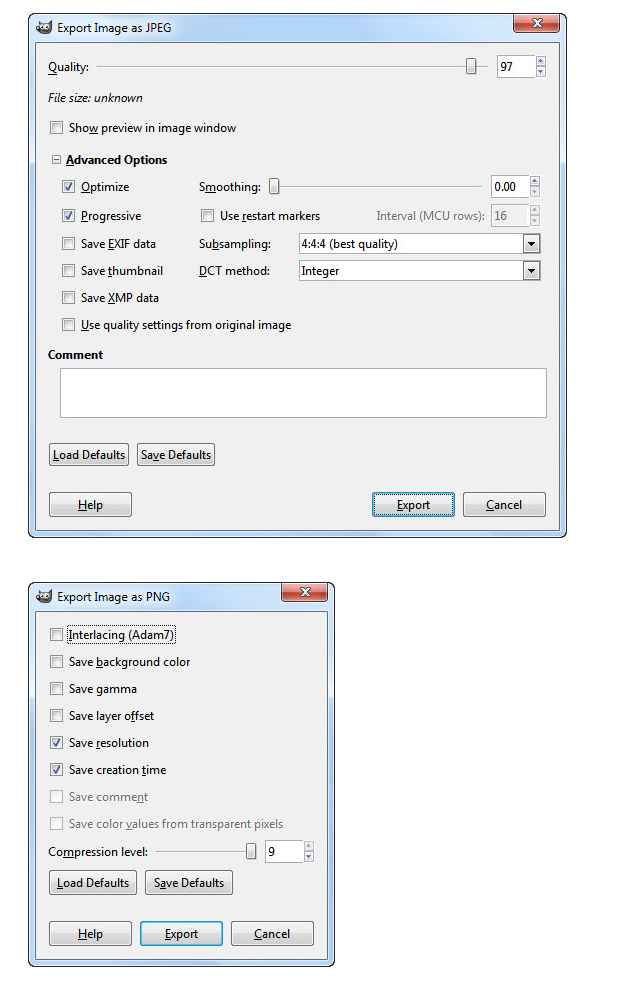 Export Image as JPEG
Quality: 97
File size: unknown
Show preview in image window
Advanced Options
Optimize Smoothing: 0.00
Progressive Use restart markers Interval (MCU rows): 16
Save EXIF data Subsampling: 4:4:4 (best quality)
Save thumbnail DCT method: Integer
Save XMP data
Use quality settings from original image
Comment
Load Defaults Save Defaults
Help Export Cancel
Export Image as PNG
Interlacing (Adam7)
Save background color
Save gamma
Save layer offset
Save resolution
Save creation time
Save comment
Save color values from transparent pixels
Compression level: 9
Load Defaults Save Defaults
Help Export Cancel